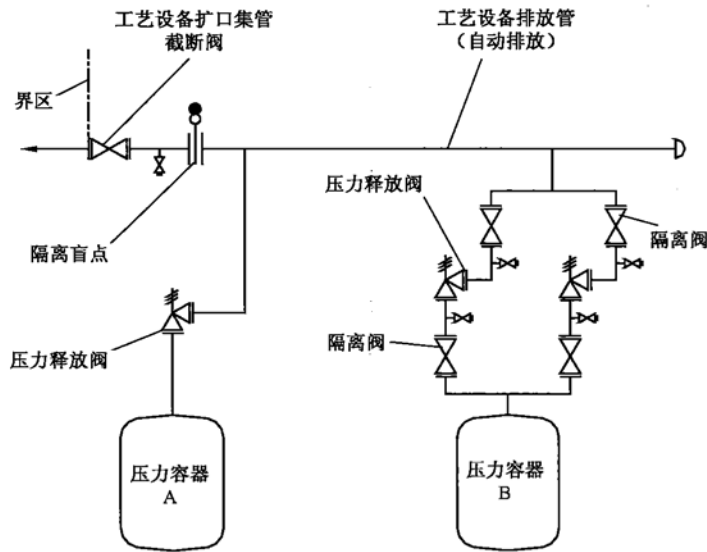 工艺设备扩口集管
截断阀
工艺设备排放管
（自动排放）
界区
压力释放阀
隔离盲点
隔离阀
压力释放阀
隔离阀
压力容器
A
压力容器
B